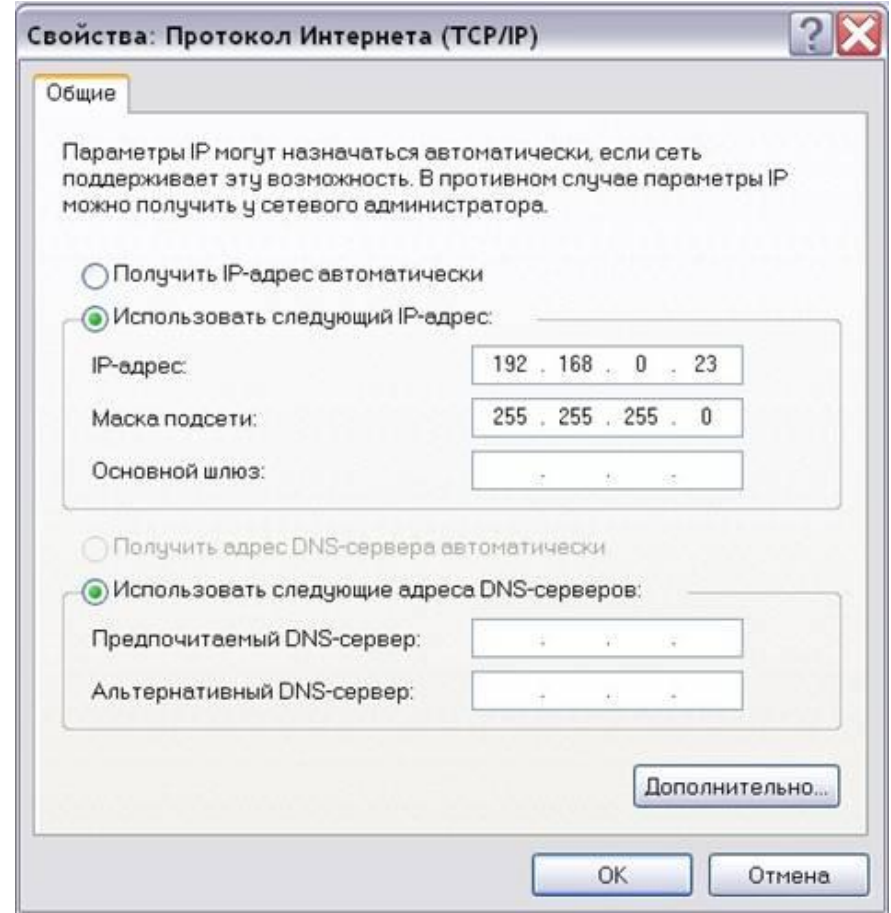 Свойства: Протокол Интернета (TCP/IP)
Общие
Параметры IP могут назначаться автоматически, если сеть
поддерживает эту возможность. В противном случае параметры IP
можно получить у сетевого администратора.
Получить IP-адрес автоматически
Использовать следующий IP-адрес:
IP-адрес: 192 . 168 . 0 . 23
Маска подсети: 255 . 255 . 255 . 0
Основной шлюз: . . .
Получить адрес DNS-сервера автоматически
Использовать следующие адреса DNS-серверов:
Предпочитаемый DNS-сервер: . . .
Альтернативный DNS-сервер: . . .
Дополнительно...
OK Отмена